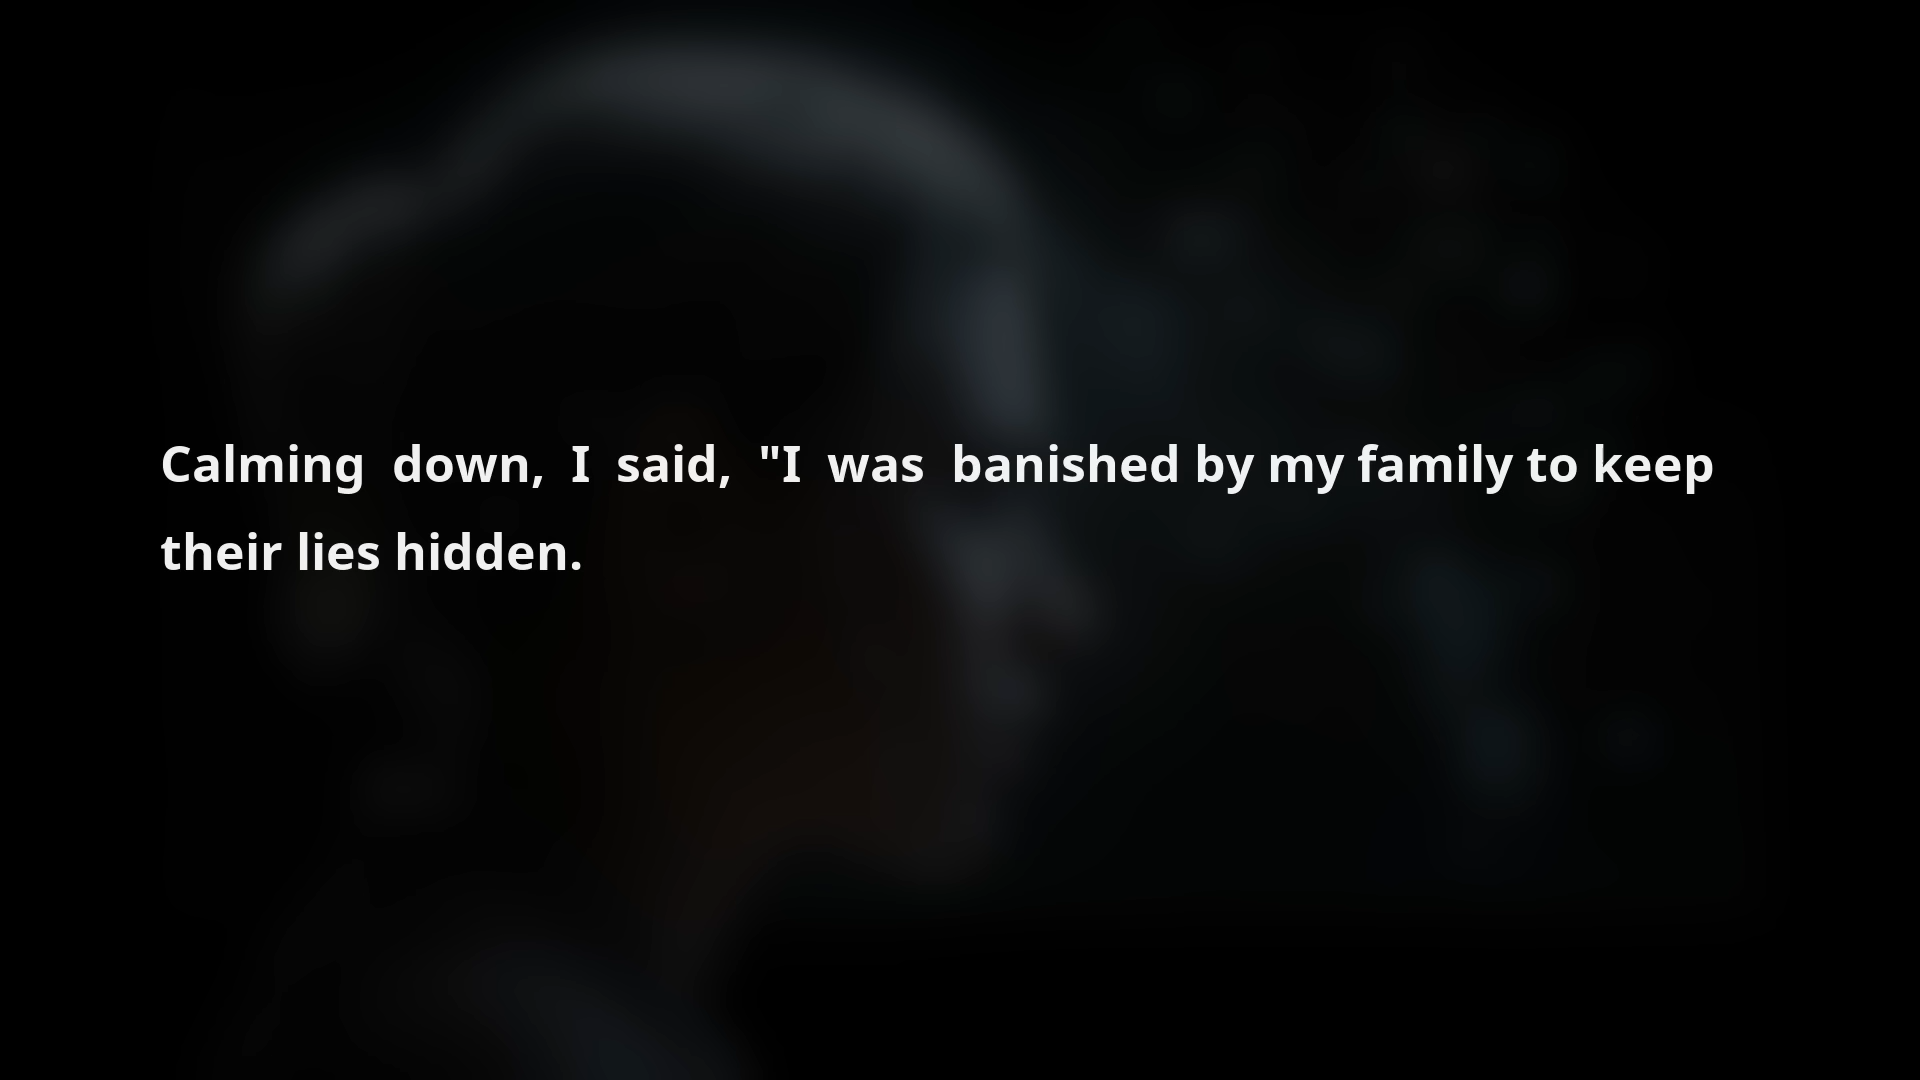 Calming down, I said, "I was banished by my family to keep
their lies hidden.